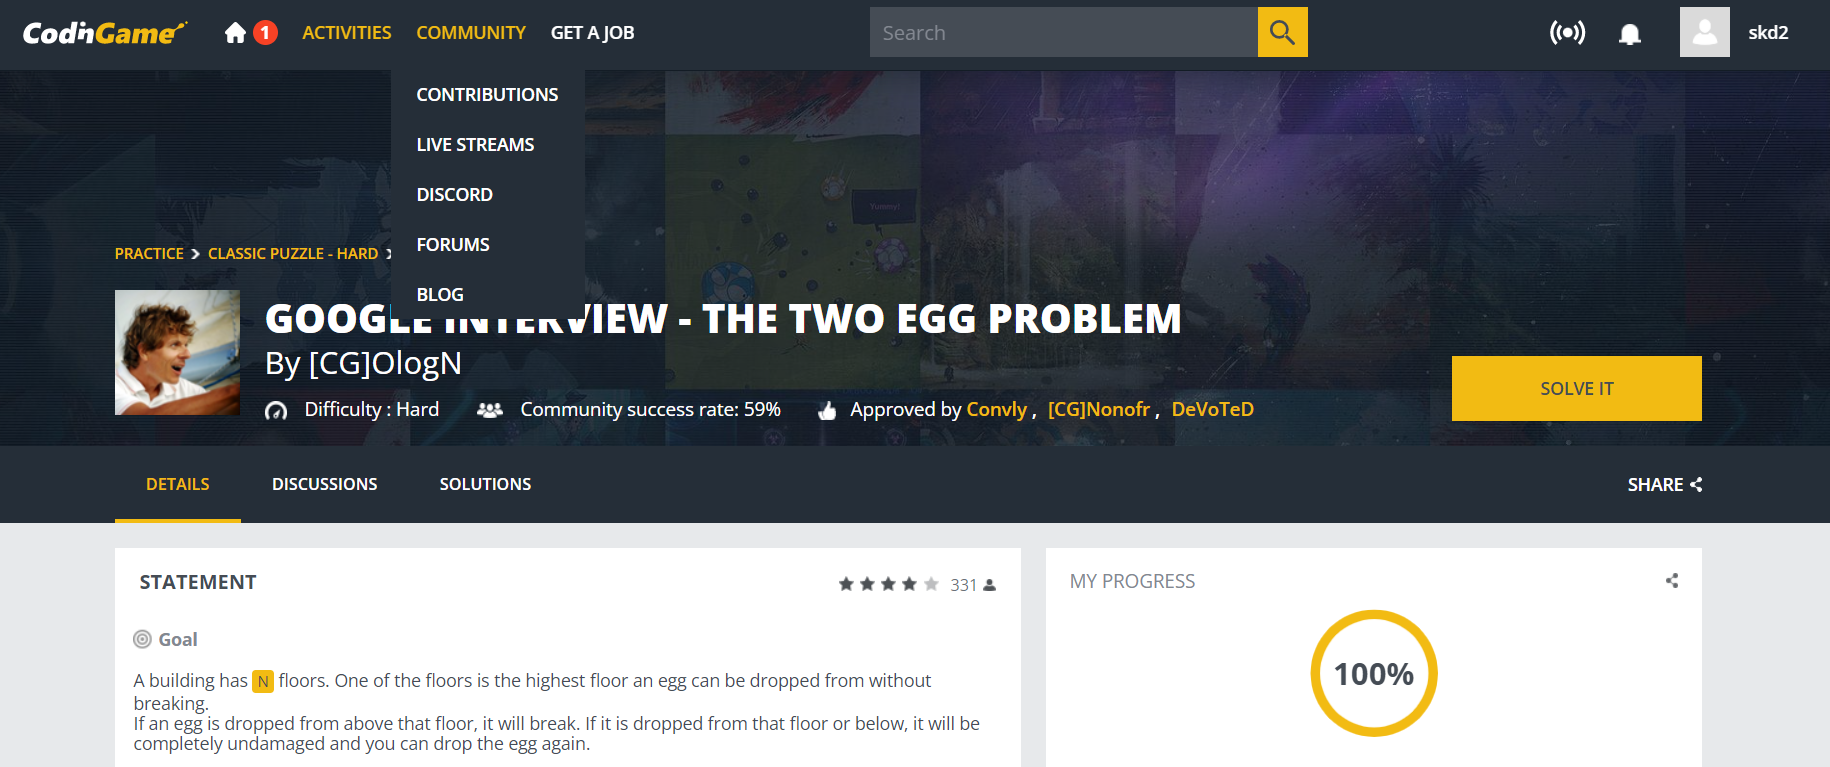 CodinGame
1
ACTIVITIES
COMMUNITY
GET A JOB
Search
skd2
CONTRIBUTIONS
LIVE STREAMS
DISCORD
FORUMS
BLOG
Yummy!
PRACTICE > CLASSIC PUZZLE - HARD >
GOOGLE INTERVIEW - THE TWO EGG PROBLEM
By [CG]OlogN
Difficulty : Hard
Community success rate: 59%
Approved by Convly , [CG]Nonofr , DeVoTeD
SOLVE IT
DETAILS
DISCUSSIONS
SOLUTIONS
SHARE
STATEMENT
331
MY PROGRESS
Goal
A building has N floors. One of the floors is the highest floor an egg can be dropped from without
breaking.
If an egg is dropped from above that floor, it will break. If it is dropped from that floor or below, it will be
completely undamaged and you can drop the egg again.
100%